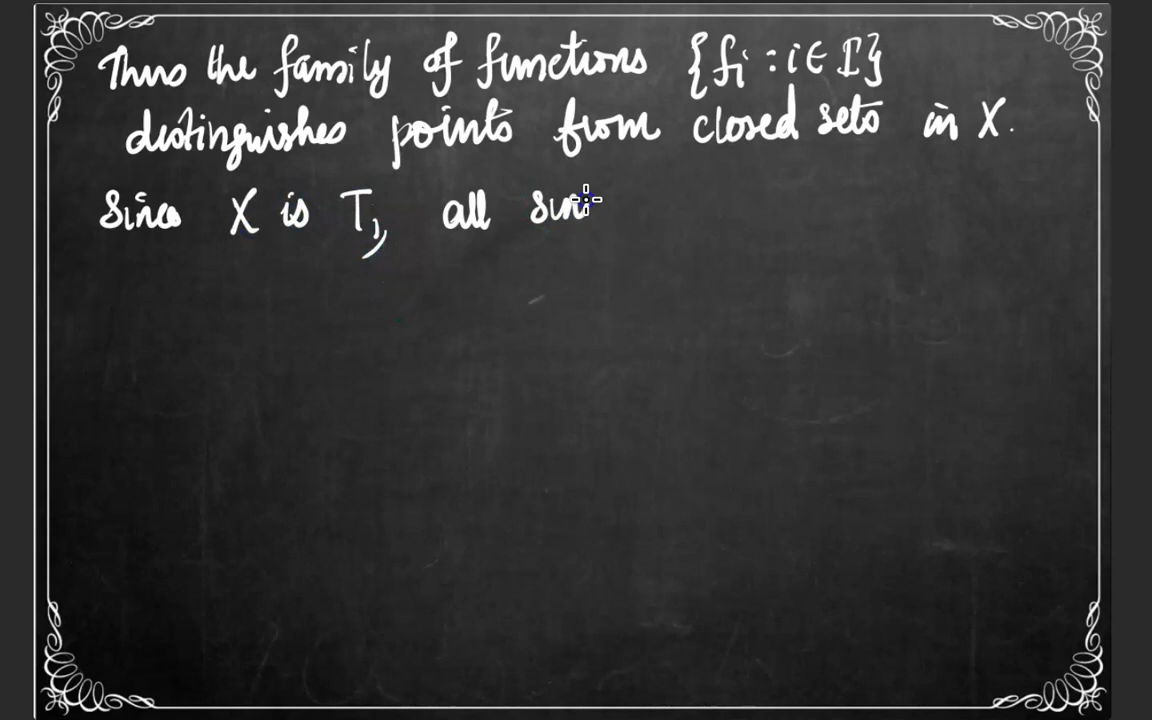 Thus the family of functions {fi : i ∈ I}
distinguishes points from closed sets in X.
Since X is T1, all